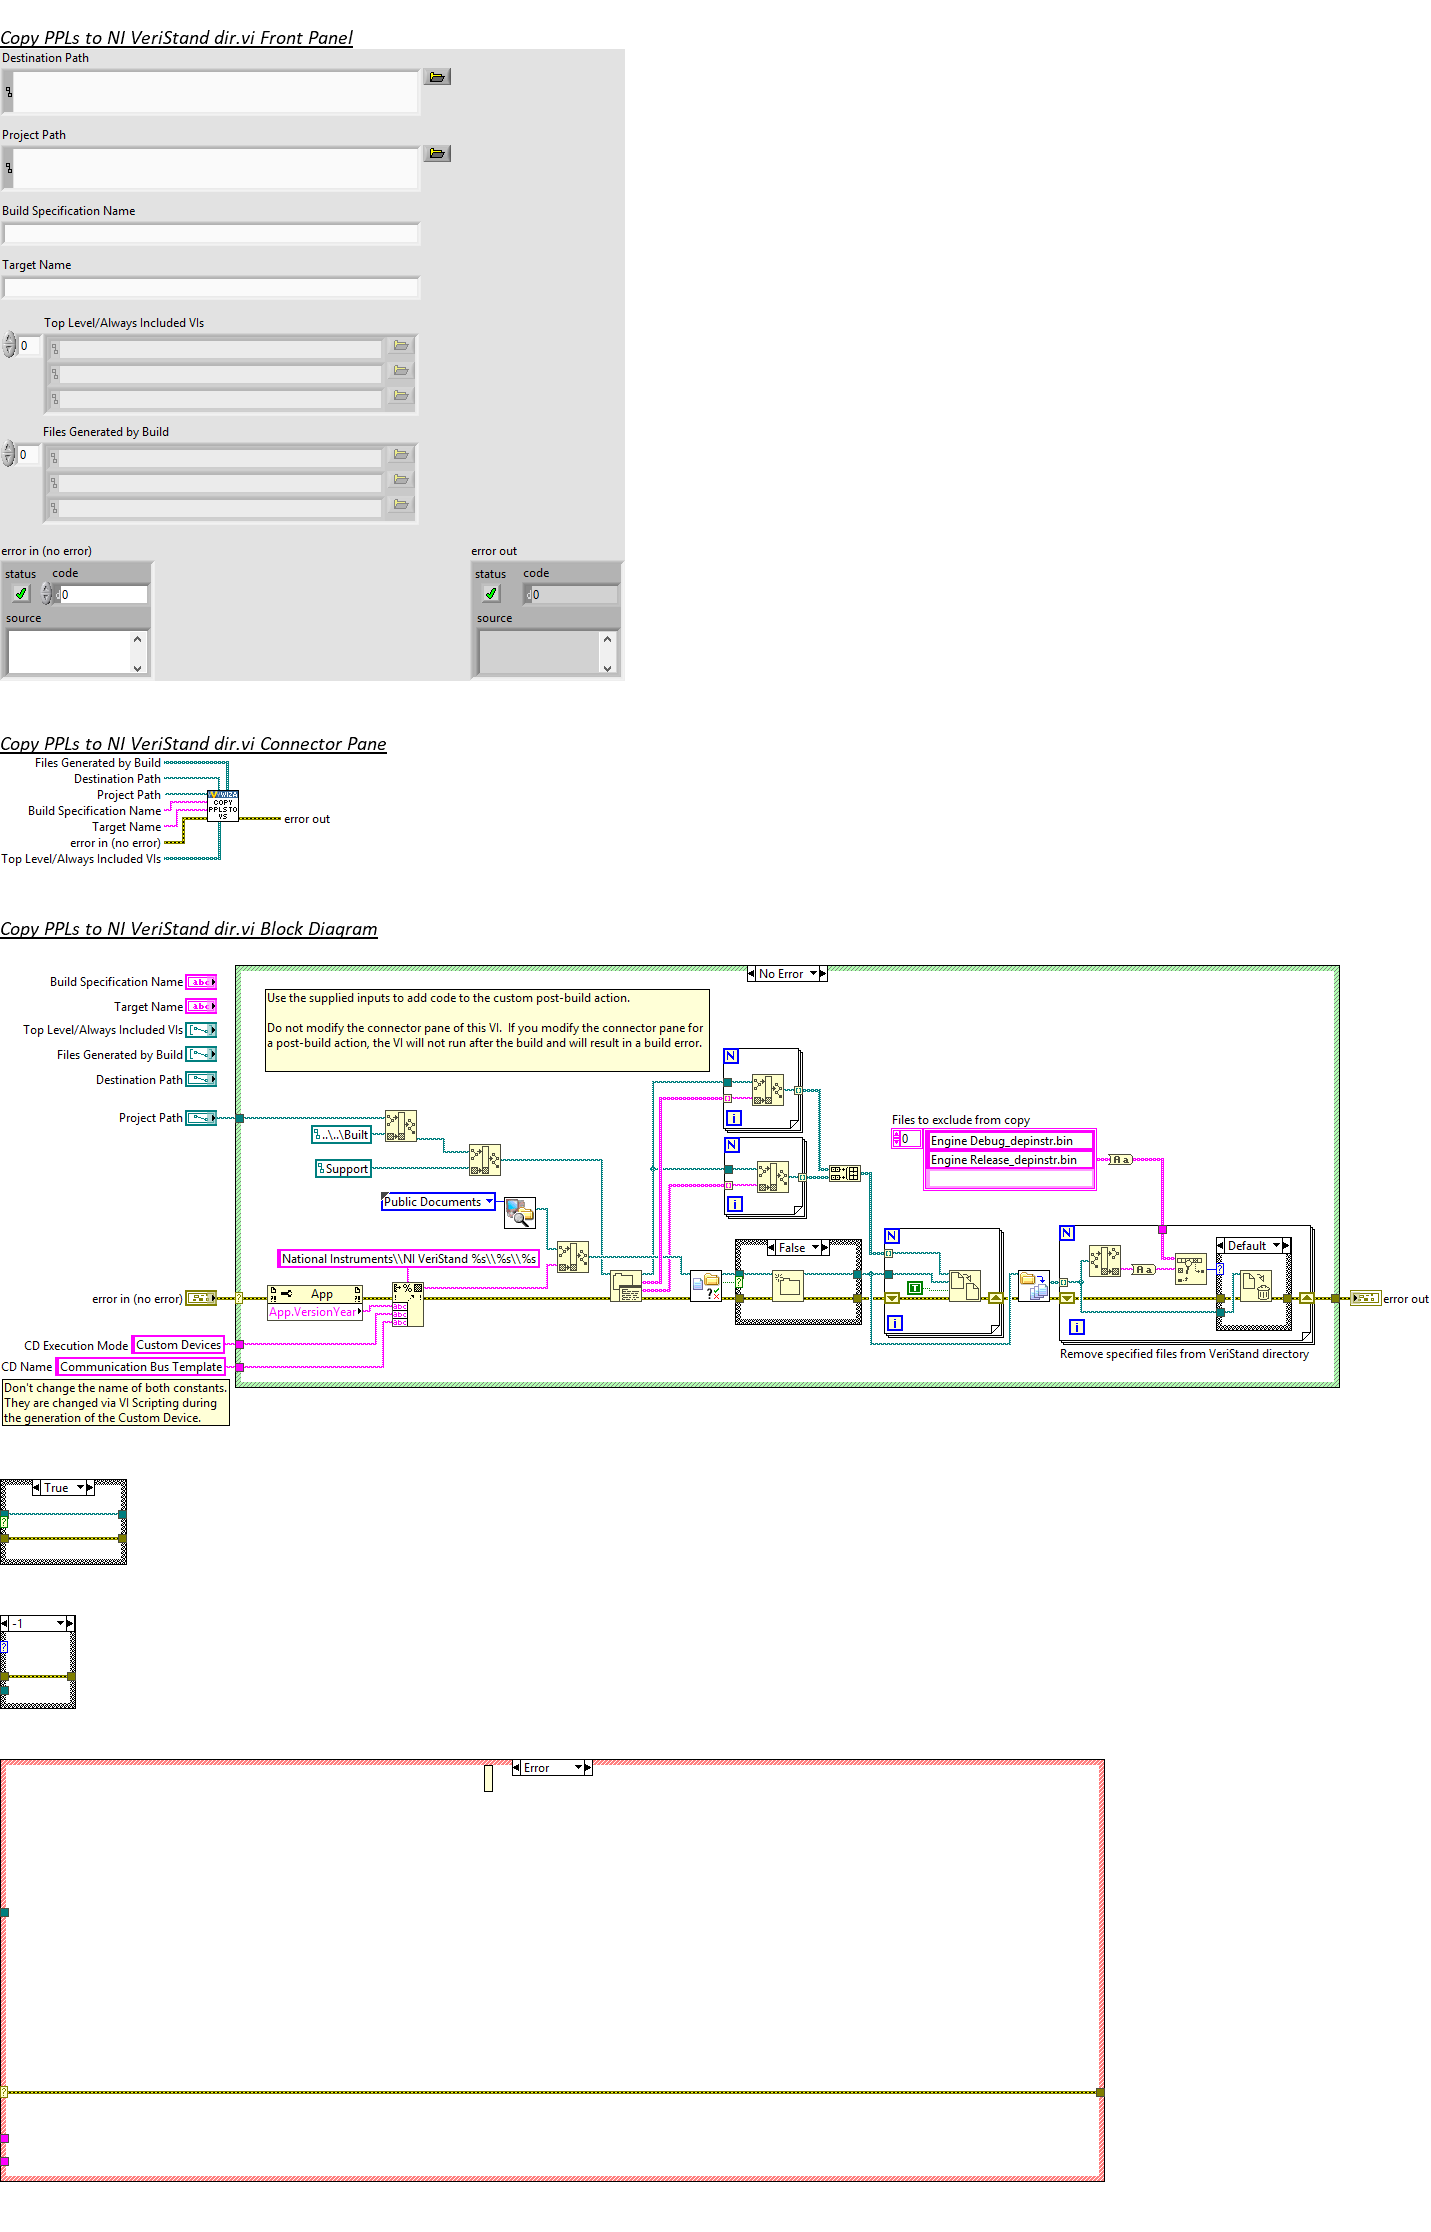 Copy PPLs to NI VeriStand dir.vi Front Panel
Destination Path
Project Path
Build Specification Name
Target Name
Top Level/Always Included VIs
0
Files Generated by Build
0
error in (no error)
error out
status
code
status
code
d
0
d
0
source
source
Copy PPLs to NI VeriStand dir.vi Connector Pane
Files Generated by Build
Destination Path
Project Path
Build Specification Name
Target Name
error in (no error)
Top Level/Always Included VIs
COPY
PPLS TO
VS
error out
Copy PPLs to NI VeriStand dir.vi Block Diagram
No Error
Build Specification Name
abc
Target Name
abc
Top Level/Always Included VIs
Files Generated by Build
Destination Path
Project Path
Use the supplied inputs to add code to the custom post-build action.
Do not modify the connector pane of this VI. If you modify the connector pane for
a post-build action, the VI will not run after the build and will result in a build error.
N
i
N
i
..\..\Built
Support
Public Documents
National Instruments\\NI VeriStand %s\\%s\\%s
App
App.VersionYear
abc
abc
abc
False
?
N
T
i
Files to exclude from copy
0
Engine Debug_depinstr.bin
Engine Release_depinstr.bin
Aa
N
Aa
Default
?
i
Remove specified files from VeriStand directory
error in (no error)
?
error out
CD Execution Mode
Custom Devices
CD Name
Communication Bus Template
Don't change the name of both constants.
They are changed via VI Scripting during
the generation of the Custom Device.
True
?
-1
?
Error
?